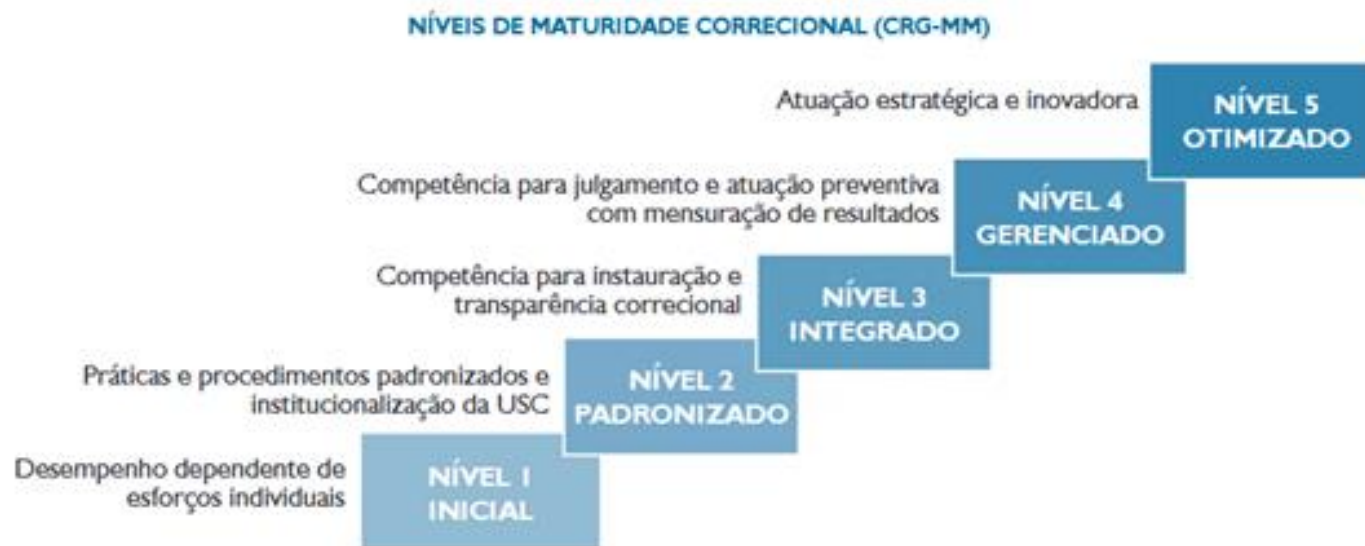 NÍVEIS DE MATURIDADE CORRECIONAL (CRG-MM)
Atuação estratégica e inovadora
NÍVEL 5
OTIMIZADO
Competência para julgamento e atuação preventiva
com mensuração de resultados
NÍVEL 4
GERENCIADO
Competência para instauração e
transparência correcional
NÍVEL 3
INTEGRADO
Práticas e procedimentos padronizados e
institucionalização da USC
NÍVEL 2
PADRONIZADO
Desempenho dependente de
esforços individuais
NÍVEL 1
INICIAL